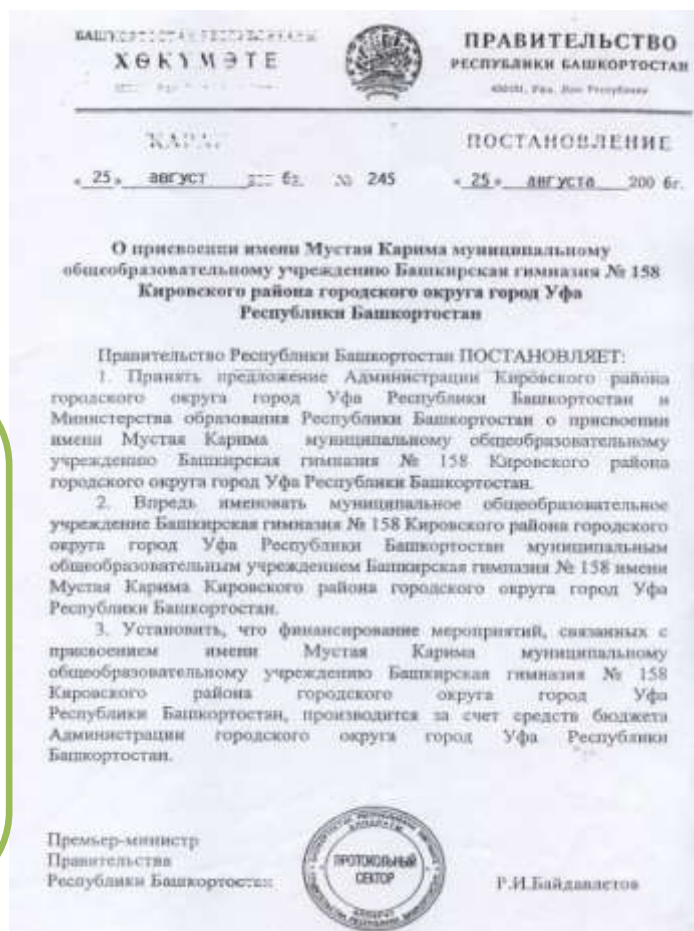 ХӨКҮМӘТЕ
ПРАВИТЕЛЬСТВО
РЕСПУБЛИКИ БАШКОРТОСТАН
ПОСТАНОВЛЕНИЕ
« 25 » август 6г. № 245
« 25 » августа 200 6г.
О присвоении имени Мустая Карима муниципальному
общеобразовательному учреждению Башкирская гимназия № 158
Кировского района городского округа город Уфа
Республики Башкортостан
Правительство Республики Башкортостан ПОСТАНОВЛЯЕТ:
1. Принять предложение Администрации Кировского района
городского округа город Уфа Республики Башкортостан и
Министерства образования Республики Башкортостан о присвоении
имени Мустая Карима муниципальному общеобразовательному
учреждению Башкирская гимназия № 158 Кировского района
городского округа город Уфа Республики Башкортостан.
2. Впредь именовать муниципальное общеобразовательное
учреждение Башкирская гимназия № 158 Кировского района городского
округа город Уфа Республики Башкортостан муниципальным
общеобразовательным учреждением Башкирская гимназия № 158 имени
Мустая Карима Кировского района городского округа город Уфа
Республики Башкортостан.
3. Установить, что финансирование мероприятий, связанных с
присвоением имени Мустая Карима муниципальному
общеобразовательному учреждению Башкирская гимназия № 158
Кировского района городского округа город Уфа
Республики Башкортостан, производится за счет средств бюджета
Администрации городского округа город Уфа Республики
Башкортостан.
Премьер-министр
Правительства
Республики Башкортостан
ПРОТОКОЛЬНЫЙ
СЕКТОР
Р.И.Байдавлетов